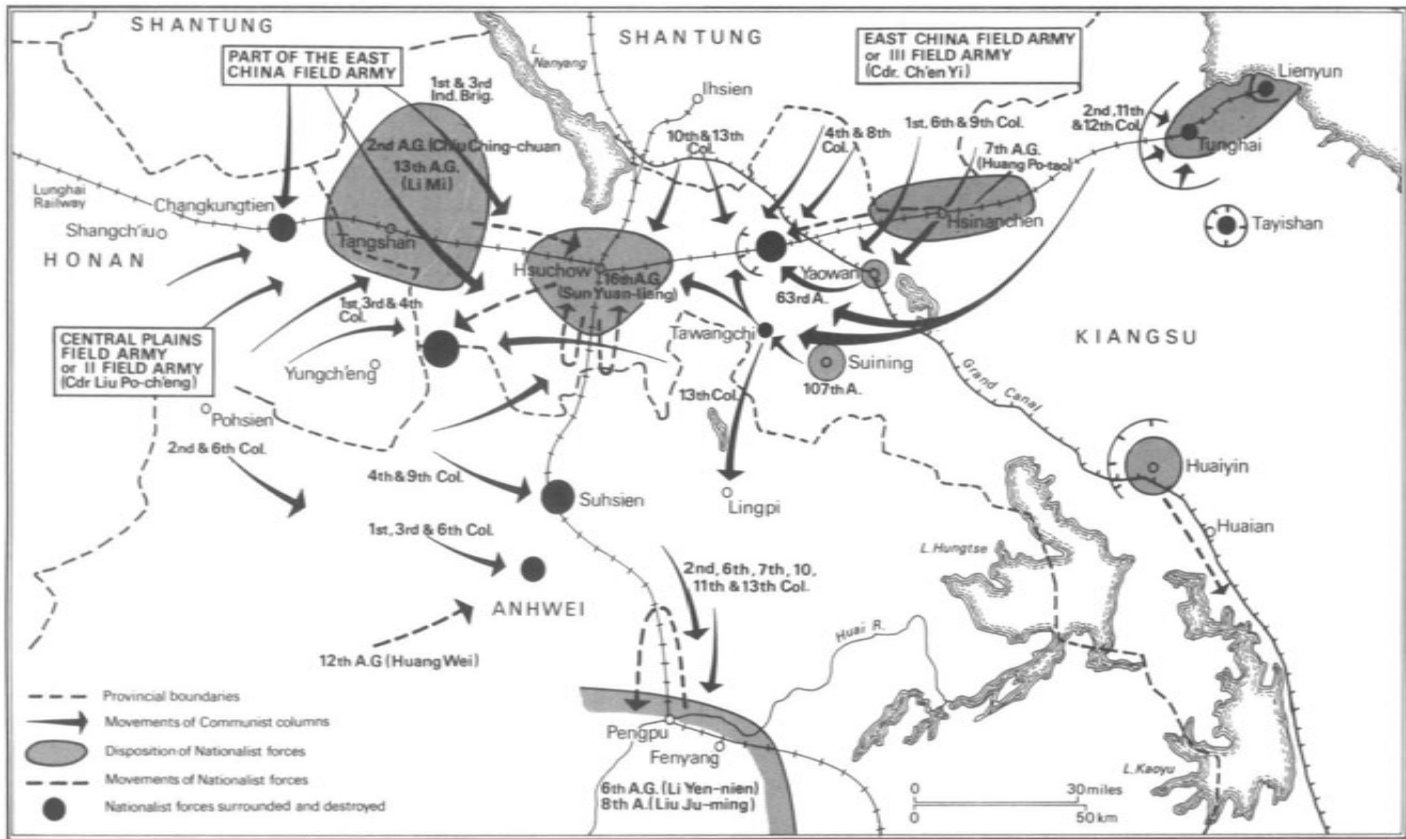 SHANTUNG
PART OF THE EAST
CHINA FIELD ARMY
1st & 3rd
Ind. Brig.
L.
Nanyang
SHANTUNG
Ihsien
EAST CHINA FIELD ARMY
or III FIELD ARMY
(Cdr. Ch'en Yi)
Lienyun
2nd, 11th
& 12th Col.
Tunghai
2nd A.G. (Chiu Ching-chuan
13th A.G.
(Li Mi)
10th & 13th
Col.
4th & 8th
Col.
1st, 6th & 9th Col.
7th A.G.
(Huang Po-tao)
Lunghai
Railway
Changkungtien
Shangch'iu
HONAN
Tangshan
Hsuchow
16th A.G.
(Sun Yuan-liang)
Hsinanchen
Yaowan
63rd A.
Tayishan
1st, 3rd & 4th
Col.
CENTRAL PLAINS
FIELD ARMY
or II FIELD ARMY
(Cdr Liu Po-ch'eng)
Yungch'eng
Tawangchi
Suining
107th A.
KIANGSU
Grand Canal
Pohsien
2nd & 6th Col.
13th Col.
4th & 9th Col.
Suhsien
Lingpi
Huaiyin
Huaian
1st, 3rd & 6th Col.
L. Hungtse
ANHWEI
2nd, 6th, 7th, 10,
11th & 13th Col.
Huai R.
12th A.G (Huang Wei)
Provincial boundaries
Movements of Communist columns
Disposition of Nationalist forces
Movements of Nationalist forces
Nationalist forces surrounded and destroyed
Pengpu
Fenyang
6th A.G. (Li Yen-nien)
8th A. (Liu Ju-ming)
L. Kaoyu
0 30 miles
0 50 km